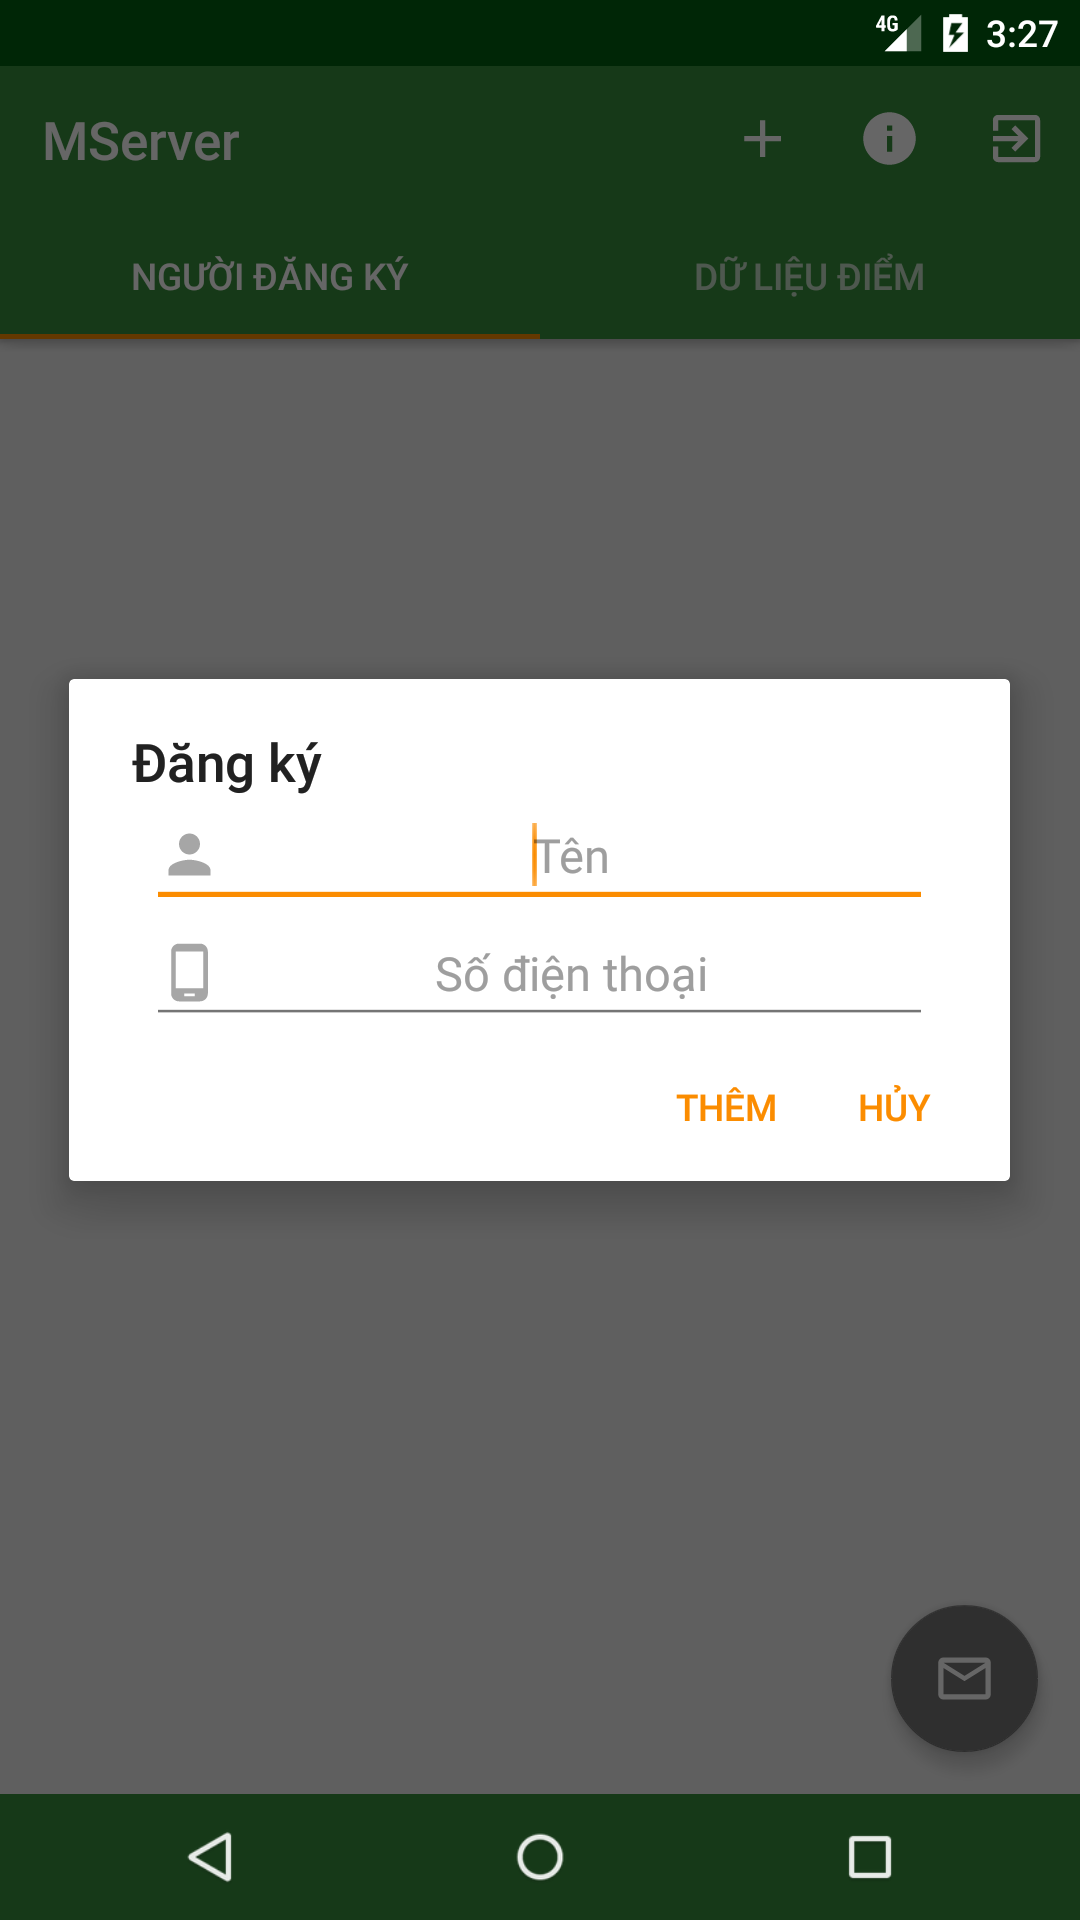 4G 3:27
MServer
NGƯỜI ĐĂNG KÝ DỮ LIỆU ĐIỂM
Đăng ký
Tên
Số điện thoại
THÊM HỦY